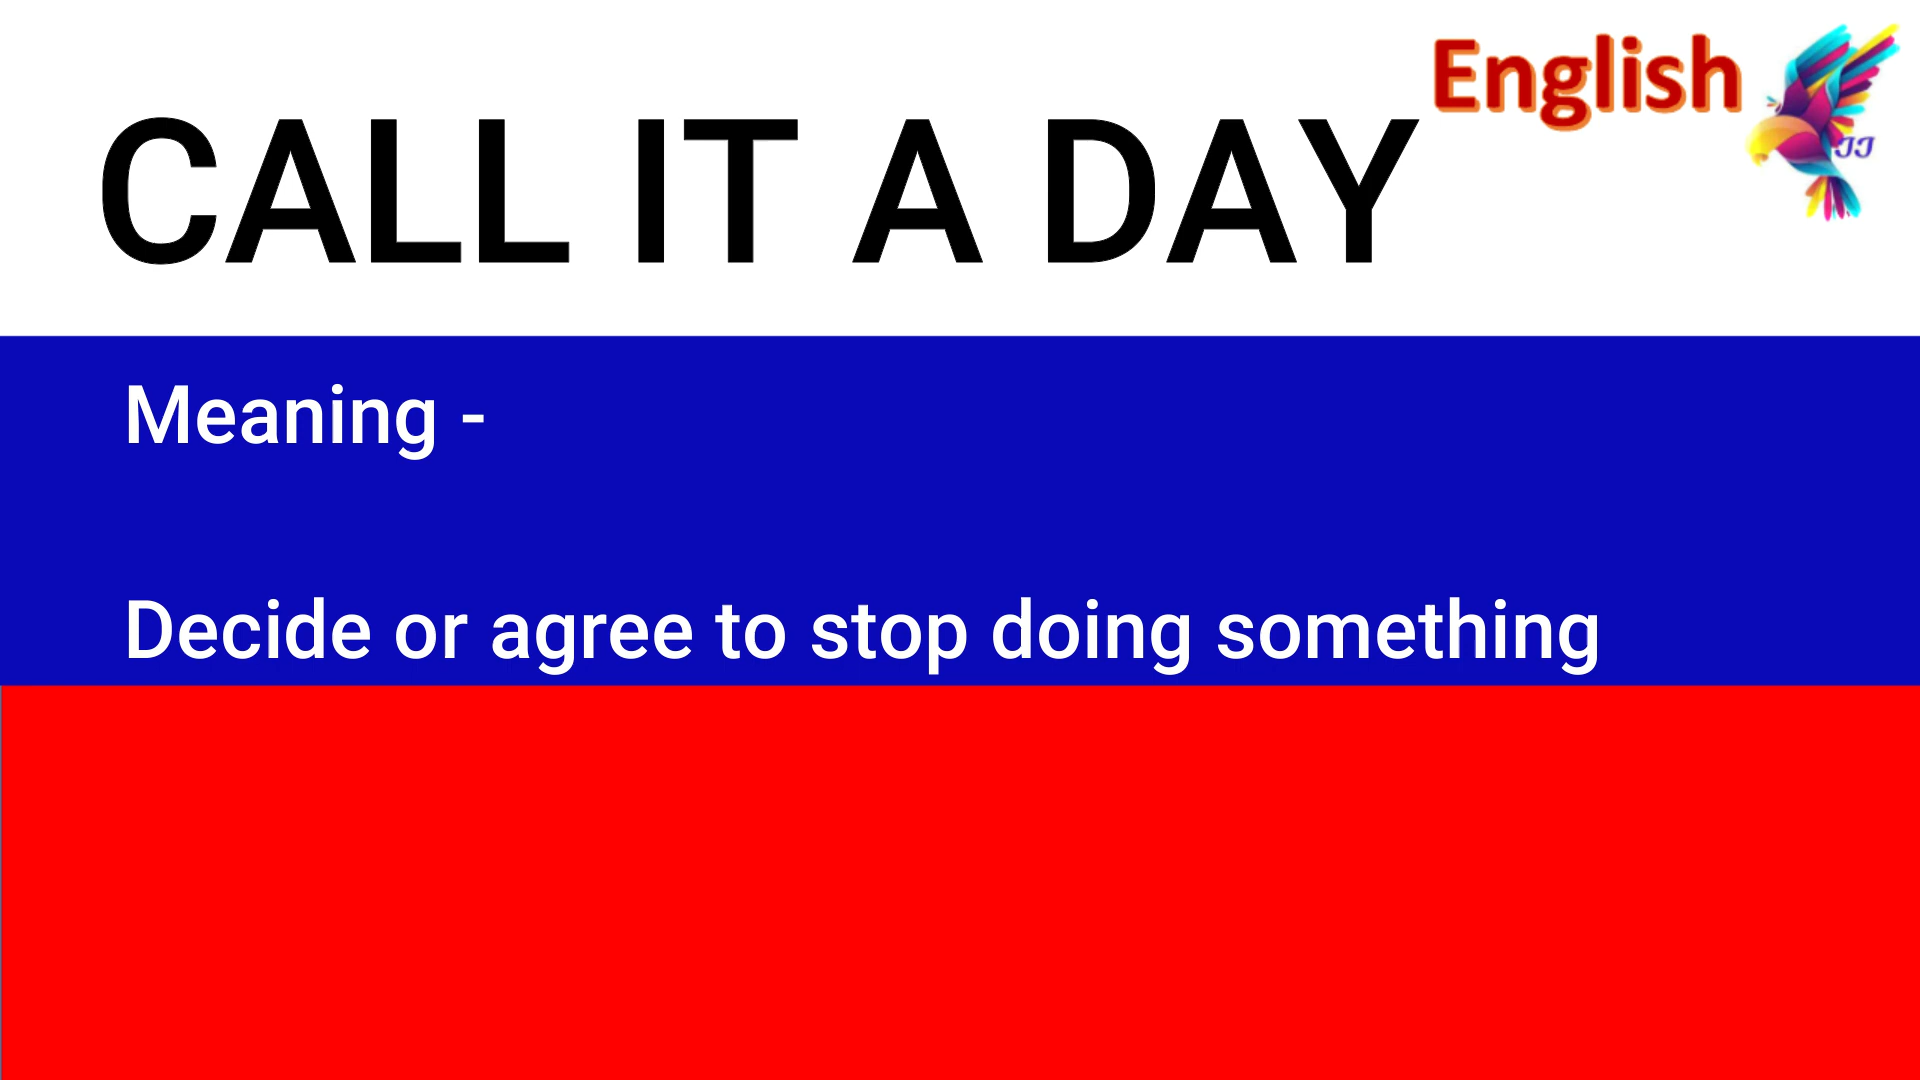 English
CALL IT A DAY
JJ
Meaning -
Decide or agree to stop doing something